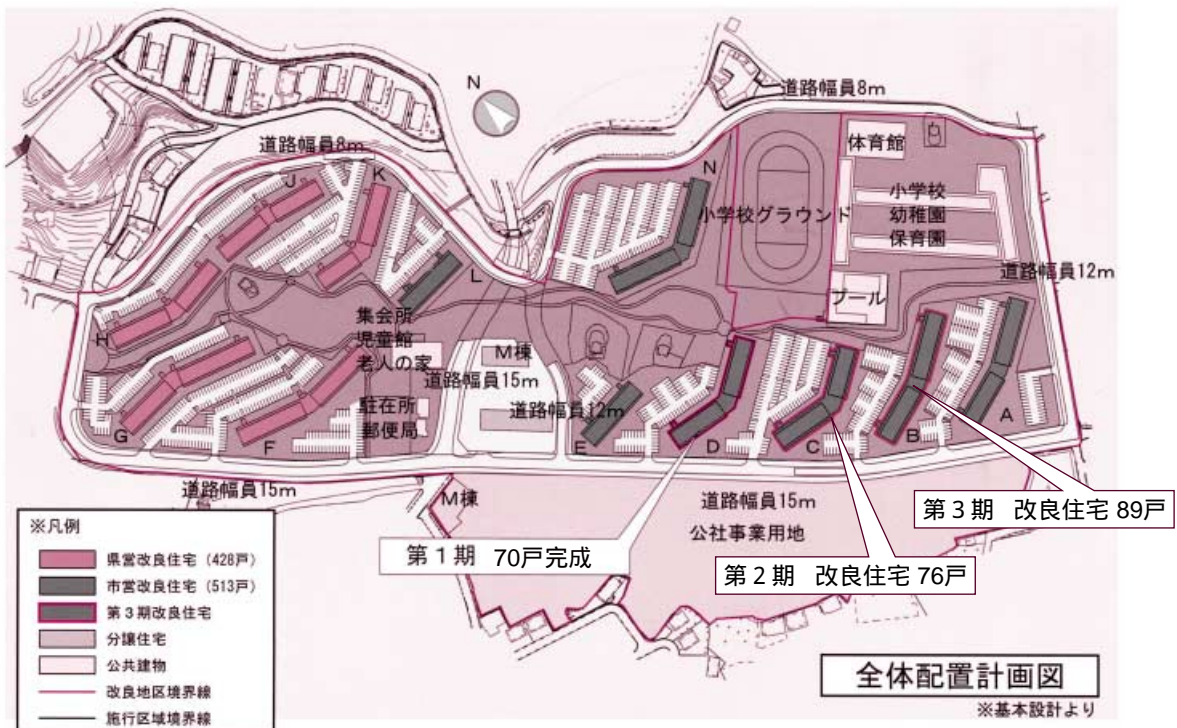 道路幅員8m
N
道路幅員8m
体育館
J
K
N
小学校グラウンド
小学校
幼稚園
保育園
L
道路幅員12m
プール
集会所
児童館
老人の家
M棟
H
道路幅員15m
駐在所
郵便局
道路幅員12m
G
F
E
D
C
B
A
道路幅員15m
M棟
道路幅員15m
公社事業用地
第1期 70戸完成
第2期 改良住宅 76戸
第3期 改良住宅 89戸
※凡例
県営改良住宅 (428戸)
市営改良住宅 (513戸)
第3期改良住宅
分譲住宅
公共建物
改良地区境界線
施行区域境界線
全体配置計画図
※基本設計より